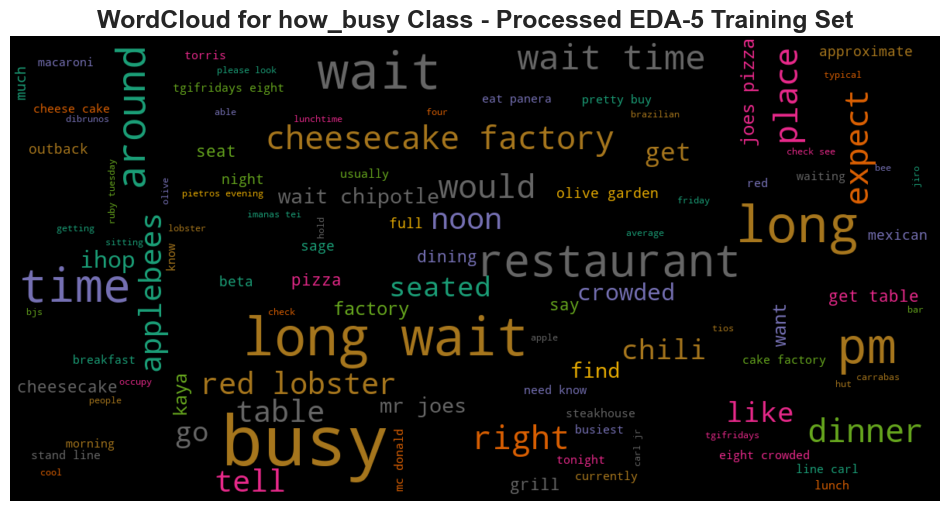 WordCloud for how_busy Class - Processed EDA-5 Training Set
macaroni
much
cheese cake
dibrunos
outback
around
torris
please look
tgifridays eight
able
lunchtime
wait
wait time
eat panera
pretty buy
four
brazilian
joes pizza
place
approximate
typical
expect
check see
cheesecake factory
get
seat
ruby tuesday
olive
night
usually
pietros evening
wait chipotle
would
olive garden
red
waiting
bee
jiro
friday
imanas tei
hold
full
noon
long
mexican
getting
sitting
lobster
know
applebees
ihop
sage
dining
average
restaurant
time
beta
pizza
seated
crowded
get table
bjs
factory
check
say
tios
want
bar
long wait
apple
chili
pm
breakfast
find
cake factory
cheesecake
occupy
people
kaya
red lobster
need know
hut
carrabas
table
mr joes
steakhouse
like
busy
go
right
busiest
carl jr
tgifridays
dinner
morning
stand line
mc donald
tonight
eight crowded
cool
tell
grill
currently
line carl
lunch